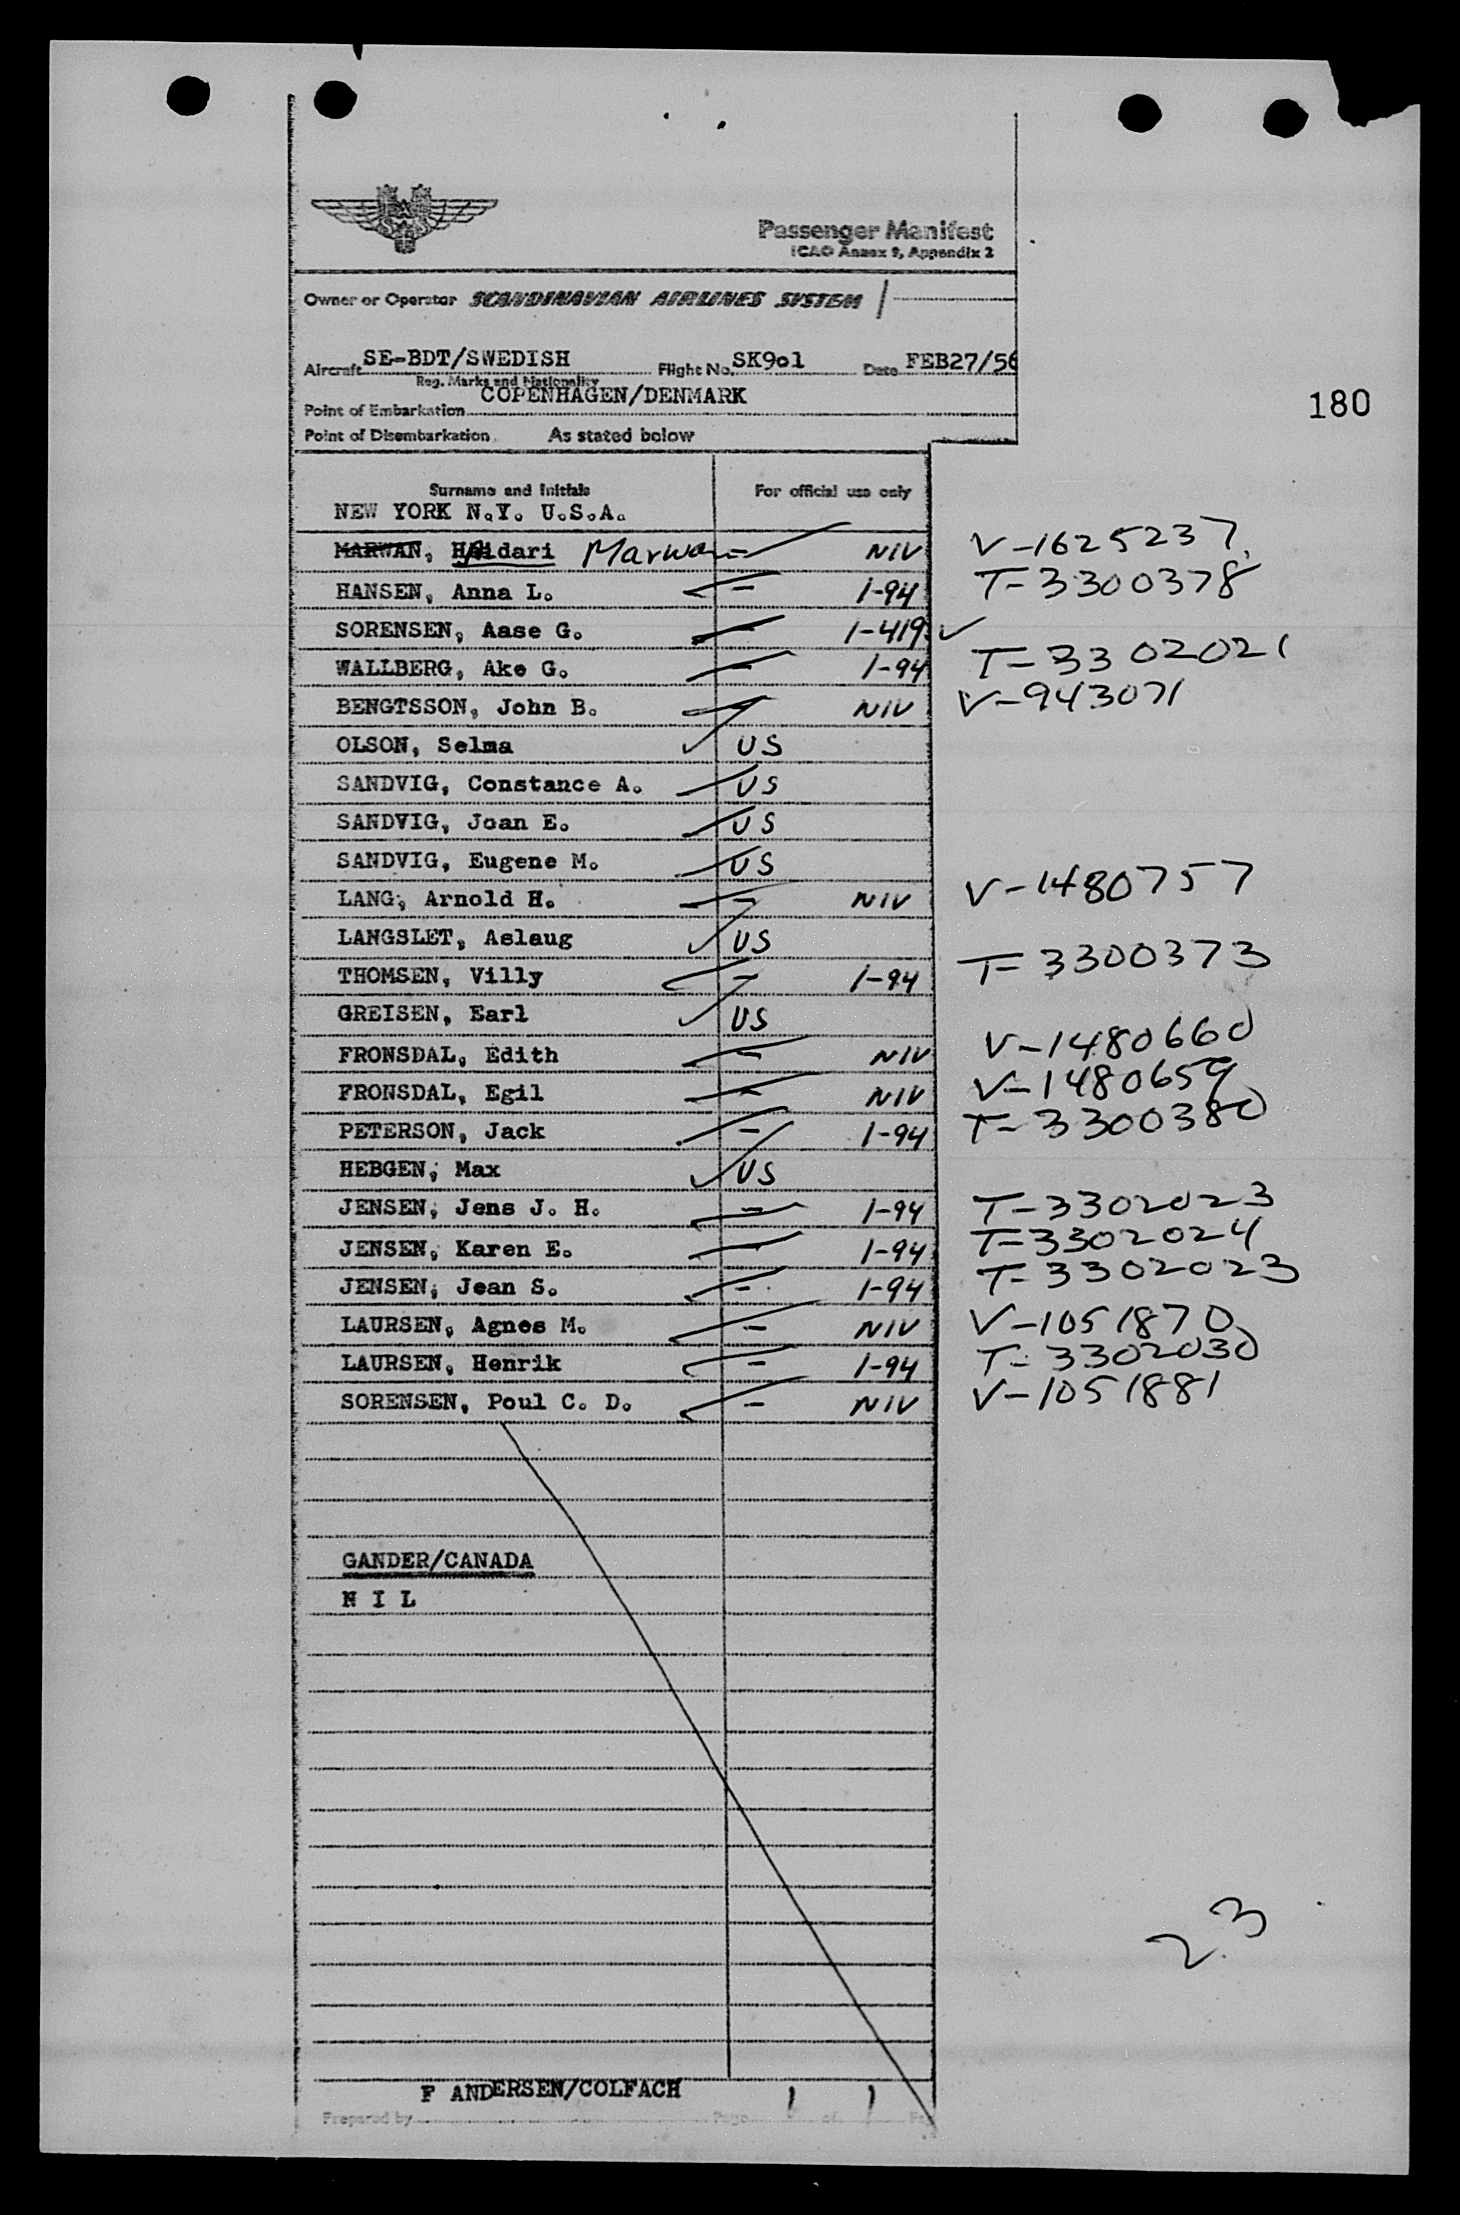 Passenger Manifest
ICAO Annex 9, Appendix 2
Owner or Operator SCANDINAVIAN AIRLINES SYSTEM
Aircraft SE-BDT/SWEDISH Flight No. SK901 Date FEB27/56
Reg. Marks and Nationality
Point of Embarkation COPENHAGEN/DENMARK
180
Point of Disembarkation As stated below
Surname and Initials For official use only
NEW YORK N.Y. U.S.A.
MARWAN, Haidari Marwan - NIV V-1625237
HANSEN, Anna L. - 1-94 T-3300378
SORENSEN, Aase G. - 1-419
WALLBERG, Ake G. - 1-94 T-3302021
BENGTSSON, John B. - NIV V-943071
OLSON, Selma US
SANDVIG, Constance A. US
SANDVIG, Joan E. US
SANDVIG, Eugene M. US
LANG, Arnold H. - NIV V-1480757
LANGSLET, Aslaug US
THOMSEN, Villy - 1-94 T-3300373
GREISEN, Earl US
FRONSDAL, Edith - NIV V-1480660
FRONSDAL, Egil - NIV V-1480659
PETERSON, Jack - 1-94 T-3300380
HEBGEN, Max US
JENSEN, Jens J. H. - 1-94 T-3302023
JENSEN, Karen E. - 1-94 T-3302024
JENSEN, Jean S. - 1-94 T-3302023
LAURSEN, Agnes M. - NIV V-1051870
LAURSEN, Henrik - 1-94 T-3302030
SORENSEN, Poul C. D. - NIV V-1051881
GANDER/CANADA
N I L
23
F ANDERSEN/COLFACH 1 1
Prepared by Page of